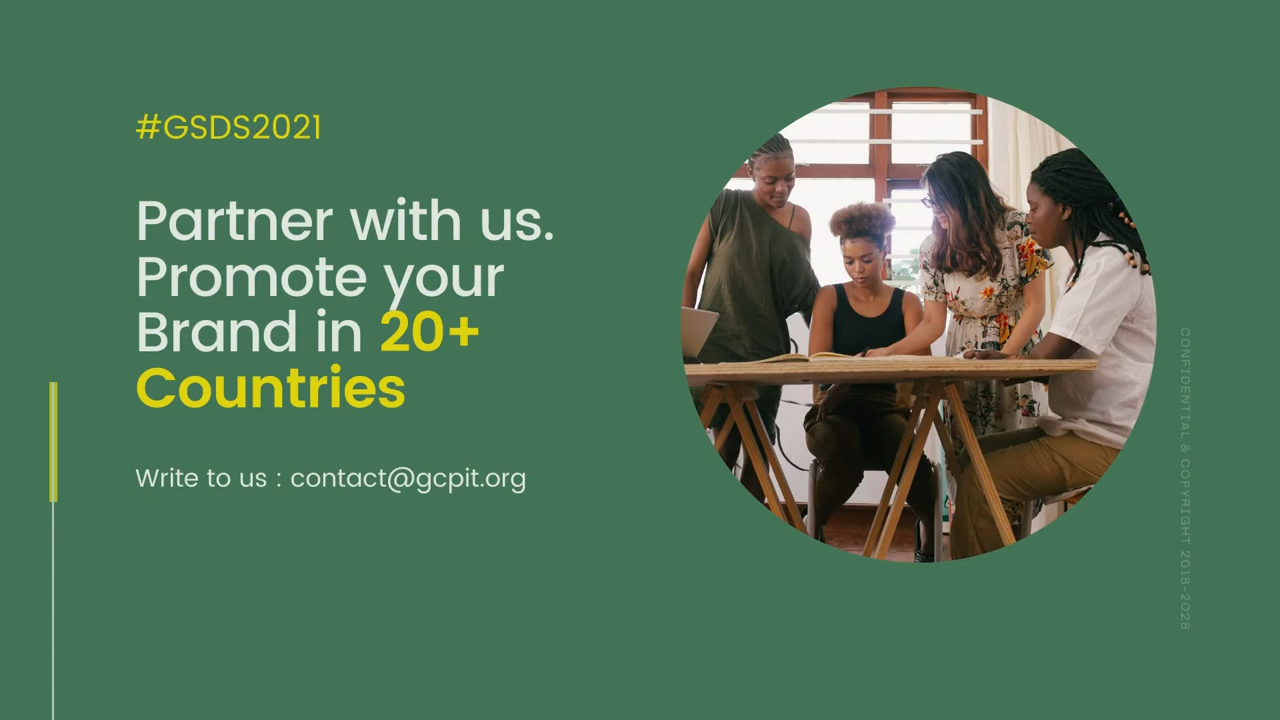 #GSDS2021
Partner with us.
Promote your
Brand in 20+
Countries
Write to us : contact@gcpit.org
CONFIDENTIAL & COPYRIGHT 2018-2028